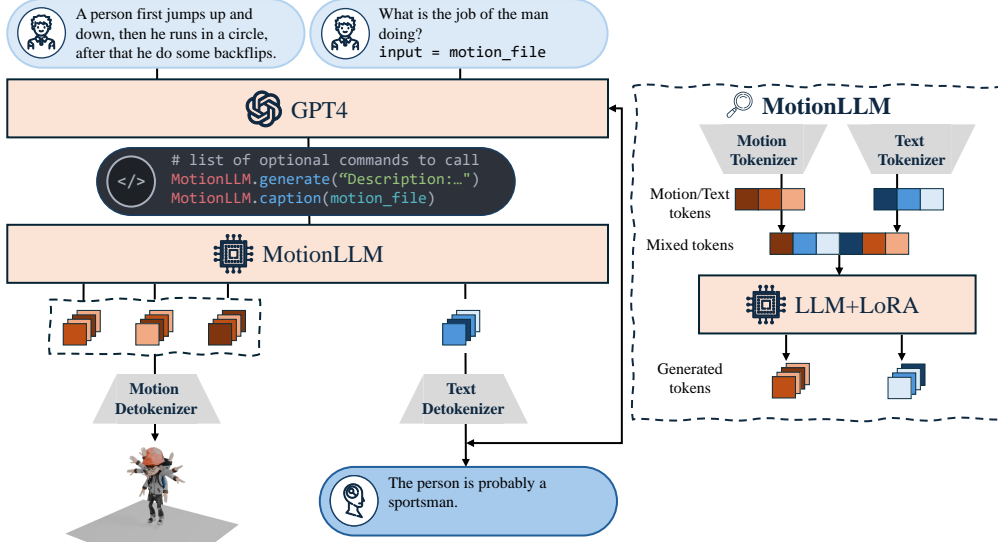 A person first jumps up and
down, then he runs in a circle,
after that he do some backflips.
What is the job of the man
doing?
input = motion_file
GPT4
</>
# list of optional commands to call
MotionLLM.generate(“Description:…")
MotionLLM.caption(motion_file)
MotionLLM
Motion
Detokenizer
Text
Detokenizer
The person is probably a
sportsman.
MotionLLM
Motion
Tokenizer
Text
Tokenizer
Motion/Text
tokens
Mixed tokens
LLM+LoRA
Generated
tokens